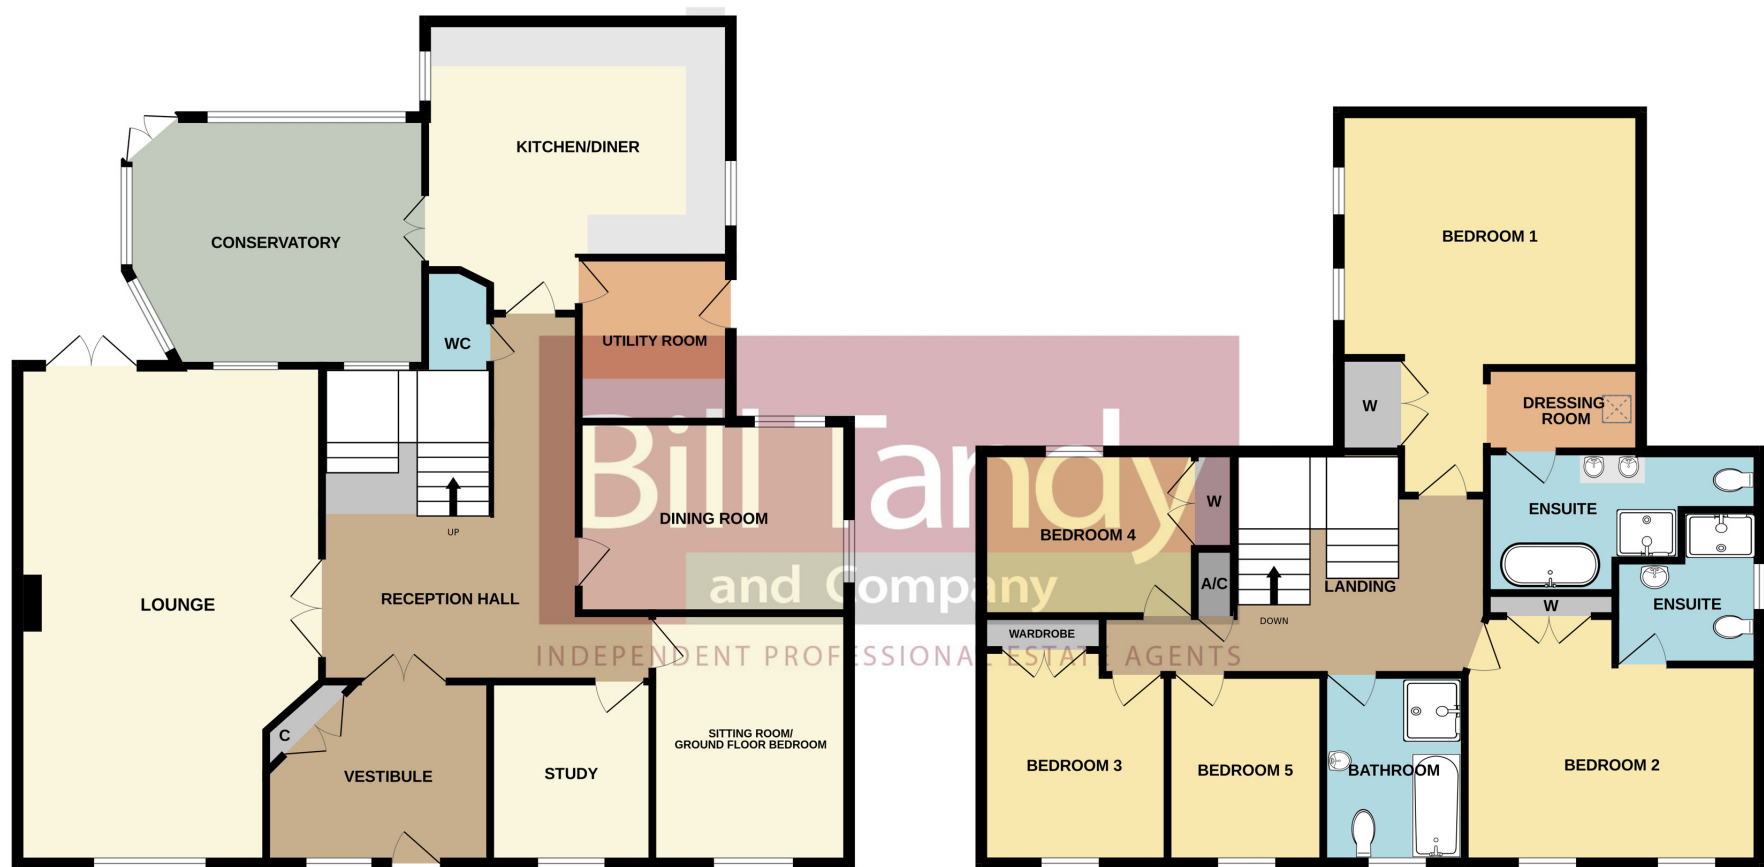 KITCHEN/DINER
CONSERVATORY
WC
UTILITY ROOM
UP
DINING ROOM
LOUNGE
RECEPTION HALL
C
VESTIBULE
STUDY
SITTING ROOM/
GROUND FLOOR BEDROOM
Bill Tandy
and Company
INDEPENDENT PROFESSIONAL ESTATE AGENTS
BEDROOM 1
W
DRESSING
ROOM
BEDROOM 4
W
A/C
DOWN
LANDING
ENSUITE
ENSUITE
W
WARDROBE
BEDROOM 3
BEDROOM 5
BATHROOM
BEDROOM 2